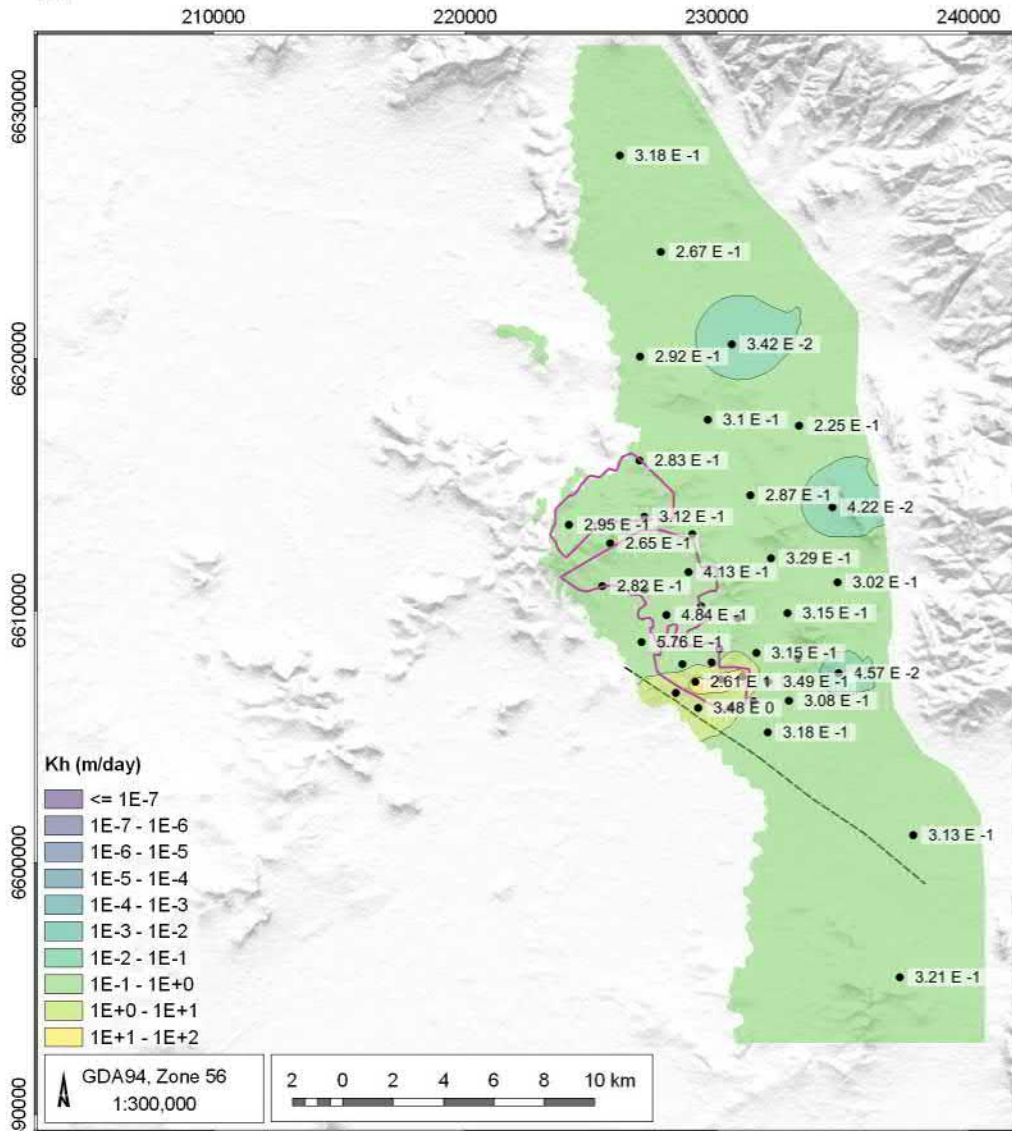 210000 220000 230000 240000
6630000
3.18 E -1
2.67 E -1
6620000
3.42 E -2
2.92 E -1
3.1 E -1
2.25 E -1
2.83 E -1
2.87 E -1
4.22 E -2
3.12 E -1
2.95 E -1
2.65 E -1
3.29 E -1
4.13 E -1
3.02 E -1
2.82 E -1
6610000
4.84 E -1
3.15 E -1
5.76 E -1
3.15 E -1
4.57 E -2
2.61 E 1
3.49 E -1
3.08 E -1
3.48 E 0
3.18 E -1
3.13 E -1
6600000
3.21 E -1
Kh (m/day)
<= 1E-7
1E-7 - 1E-6
1E-6 - 1E-5
1E-5 - 1E-4
1E-4 - 1E-3
1E-3 - 1E-2
1E-2 - 1E-1
1E-1 - 1E+0
1E+0 - 1E+1
1E+1 - 1E+2
N
GDA94, Zone 56
1:300,000
2 0 2 4 6 8 10 km
900000